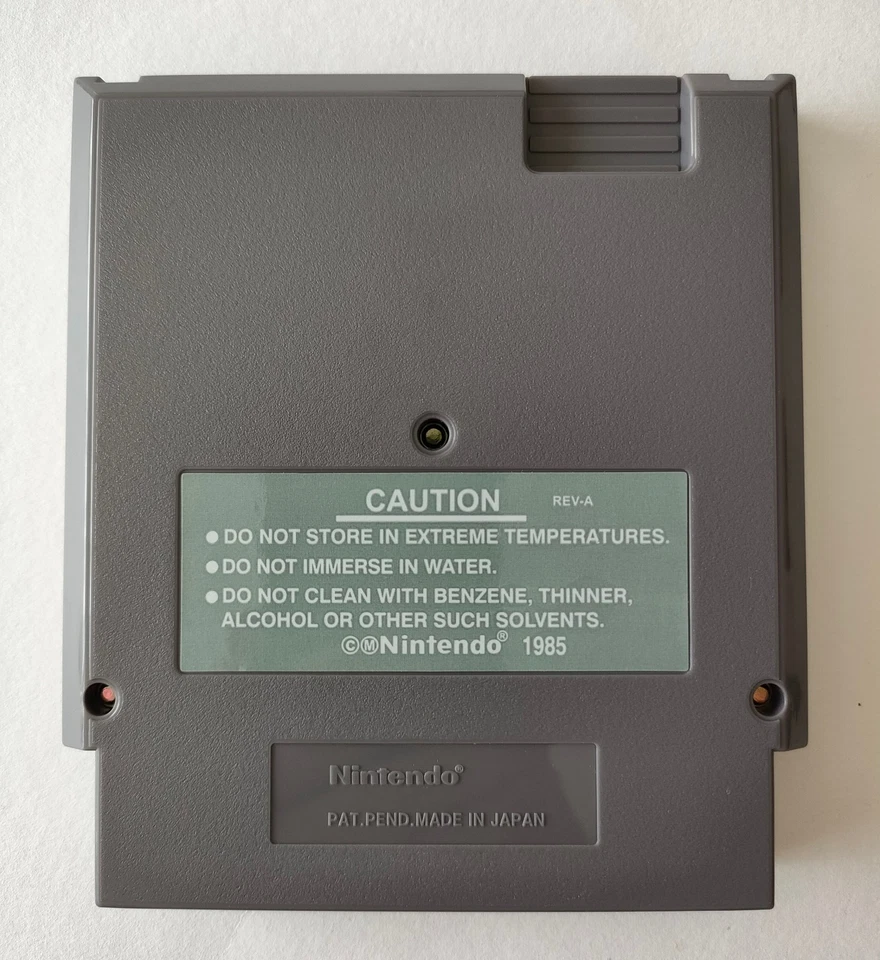 CAUTION REV-A
● DO NOT STORE IN EXTREME TEMPERATURES.
● DO NOT IMMERSE IN WATER.
● DO NOT CLEAN WITH BENZENE, THINNER,
ALCOHOL OR OTHER SUCH SOLVENTS.
©ⓂNintendo® 1985
Nintendo®
PAT.PEND.MADE IN JAPAN